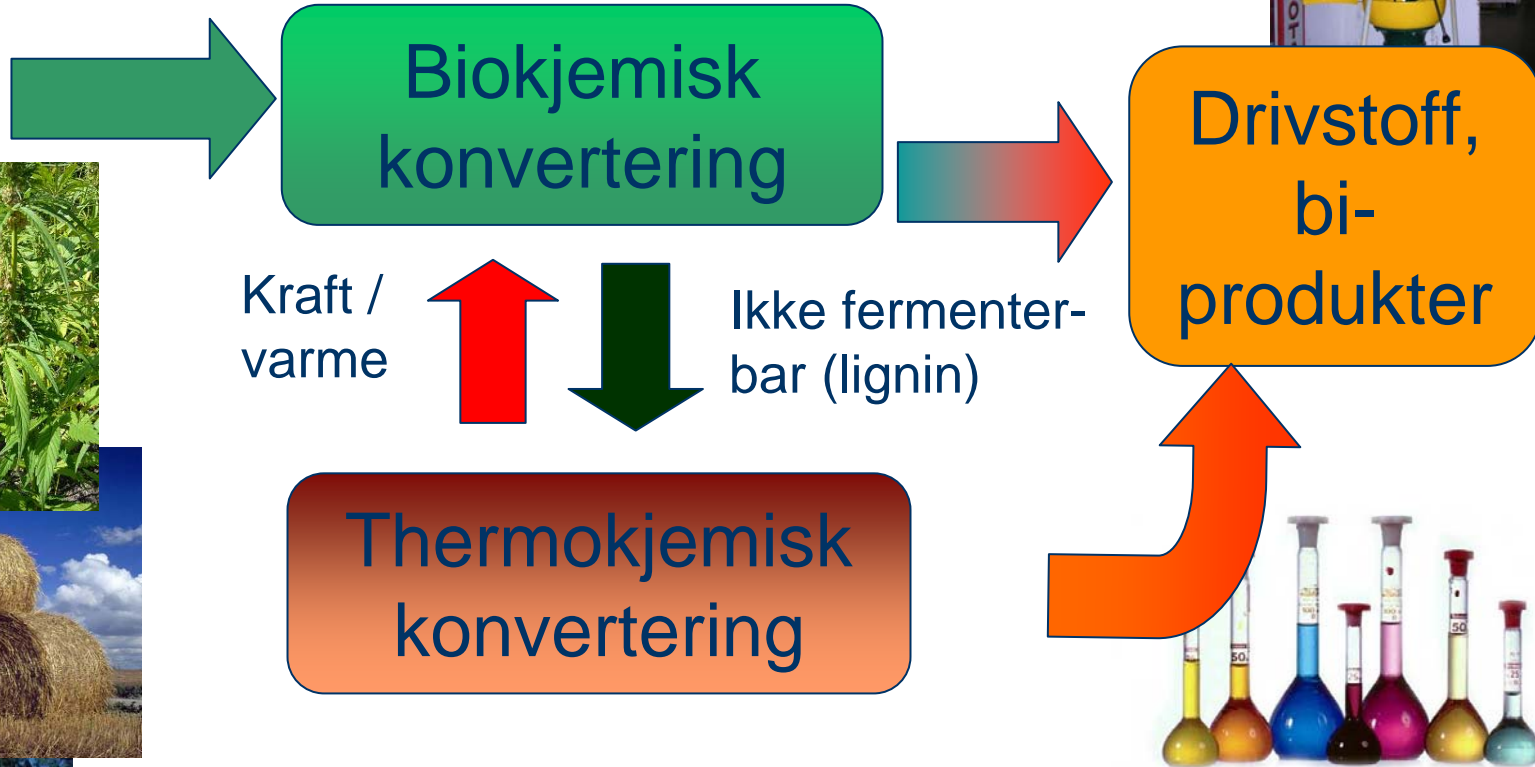 Biokjemisk
konvertering
Drivstoff,
bi-
produkter
Kraft /
varme
Ikke fermenter-
bar (lignin)
Thermokjemisk
konvertering